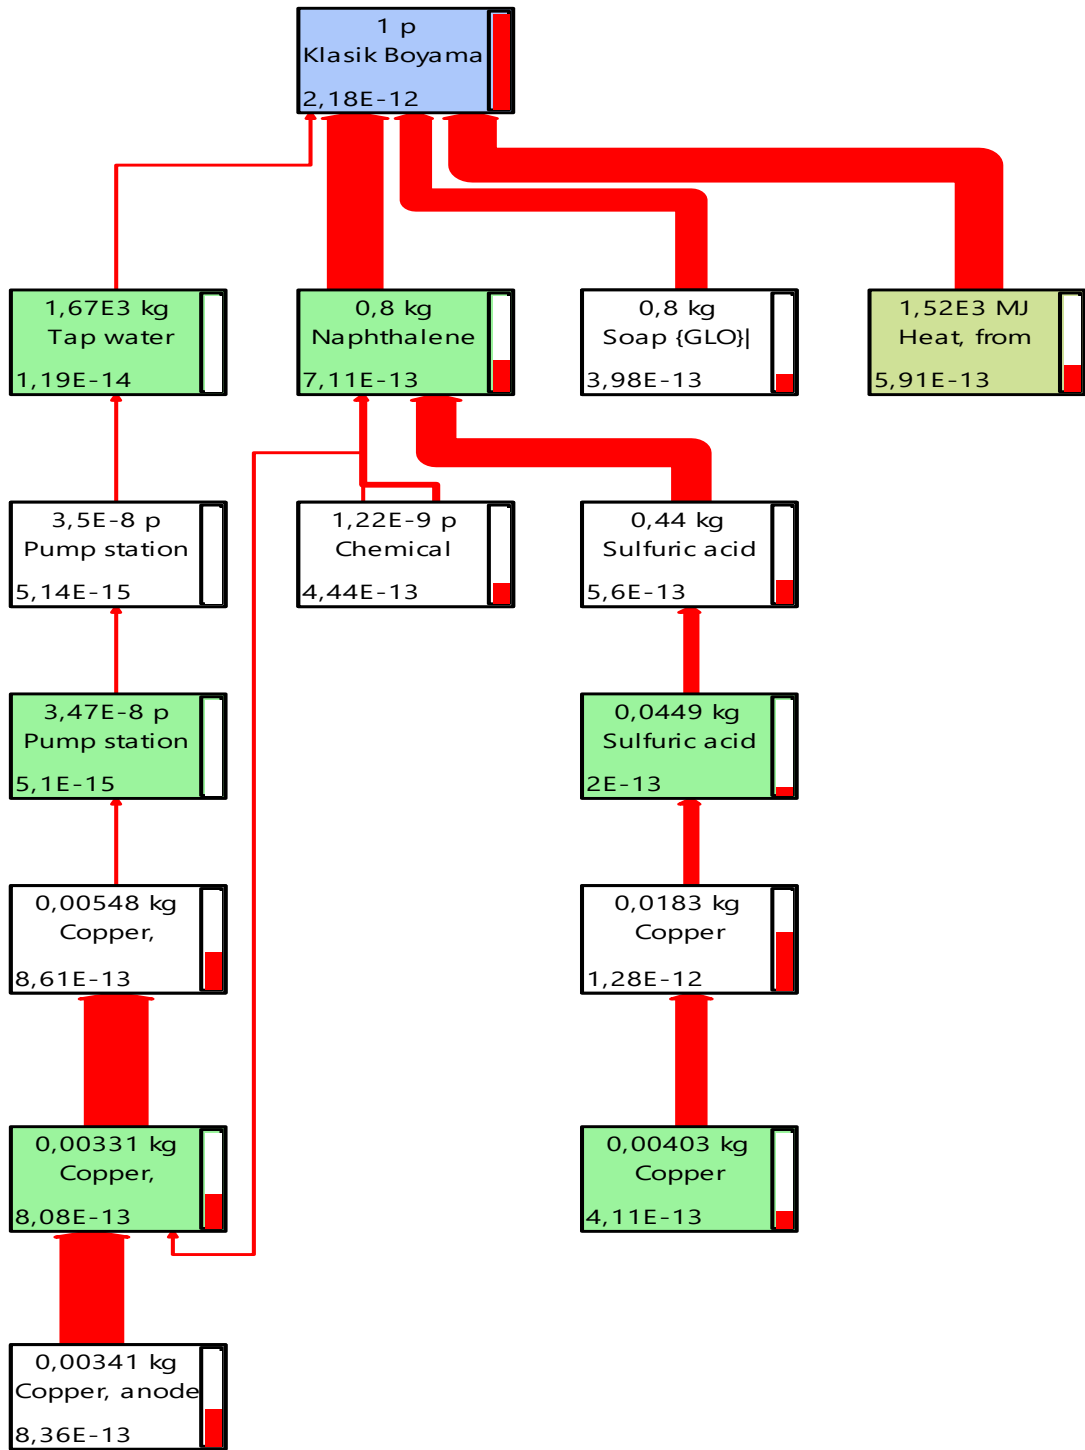 1 p
Klasik Boyama
2,18E-12
1,67E3 kg
Tap water
1,19E-14
0,8 kg
Naphthalene
7,11E-13
0,8 kg
Soap {GLO}|
3,98E-13
1,52E3 MJ
Heat, from
5,91E-13
3,5E-8 p
Pump station
5,14E-15
1,22E-9 p
Chemical
4,44E-13
0,44 kg
Sulfuric acid
5,6E-13
3,47E-8 p
Pump station
5,1E-15
0,0449 kg
Sulfuric acid
2E-13
0,00548 kg
Copper,
8,61E-13
0,0183 kg
Copper
1,28E-12
0,00331 kg
Copper,
8,08E-13
0,00403 kg
Copper
4,11E-13
0,00341 kg
Copper, anode
8,36E-13